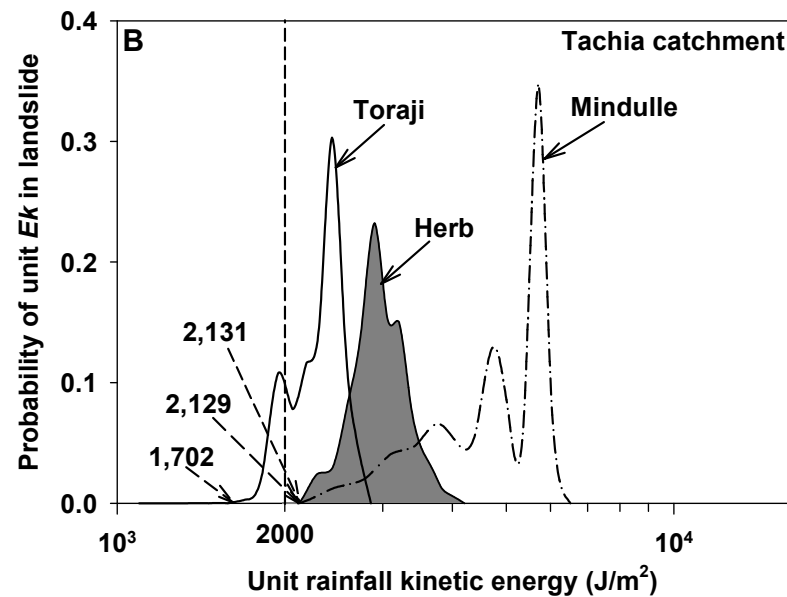 0.4
B
Tachia catchment
Toraji
Mindulle
0.3
Herb
0.2
2,131
2,129
0.1
1,702
0.0
10³
2000
10⁴
Probability of unit Ek in landslide
Unit rainfall kinetic energy (J/m²)